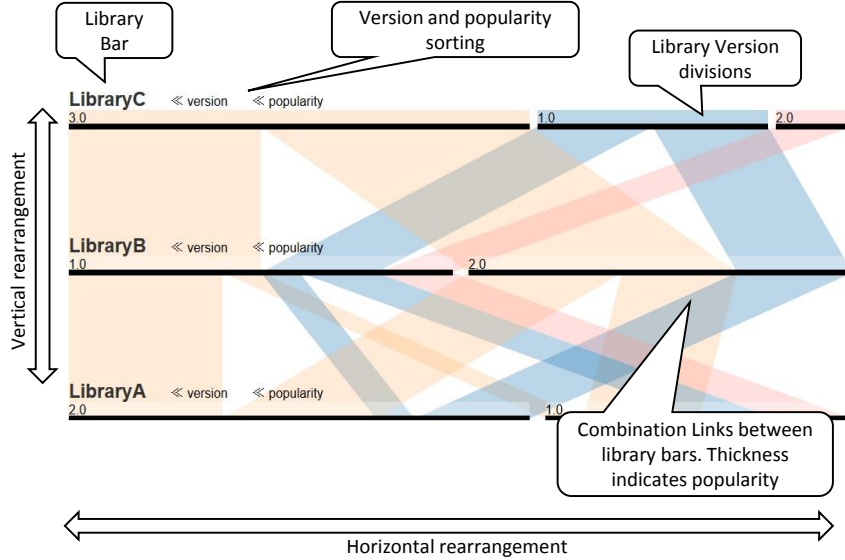 Library
Bar
Version and popularity
sorting
Library Version
divisions
LibraryC ≪ version ≪ popularity
3.0 1.0 2.0
Vertical rearrangement
LibraryB ≪ version ≪ popularity
1.0 2.0
LibraryA ≪ version ≪ popularity
2.0 1.0
Combination Links between
library bars. Thickness
indicates popularity
Horizontal rearrangement